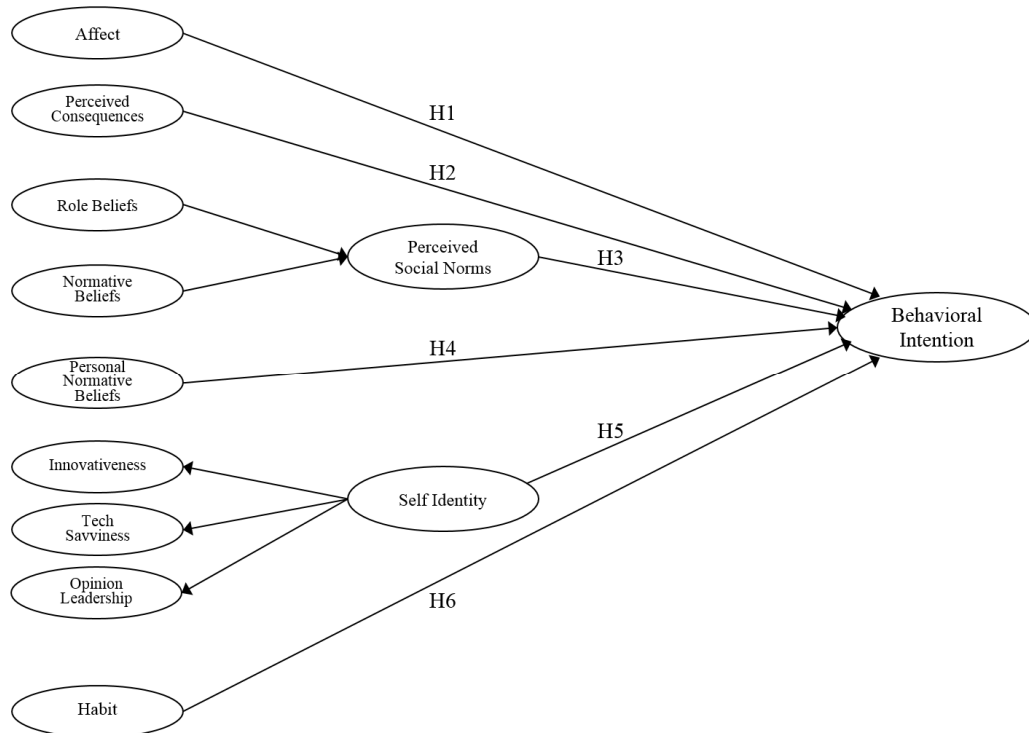 Affect
Perceived
Consequences
H1
H2
Role Beliefs
Perceived
Social Norms
H3
Normative
Beliefs
Behavioral
Intention
H4
Personal
Normative
Beliefs
H5
Innovativeness
Self Identity
Tech
Savviness
Opinion
Leadership
H6
Habit